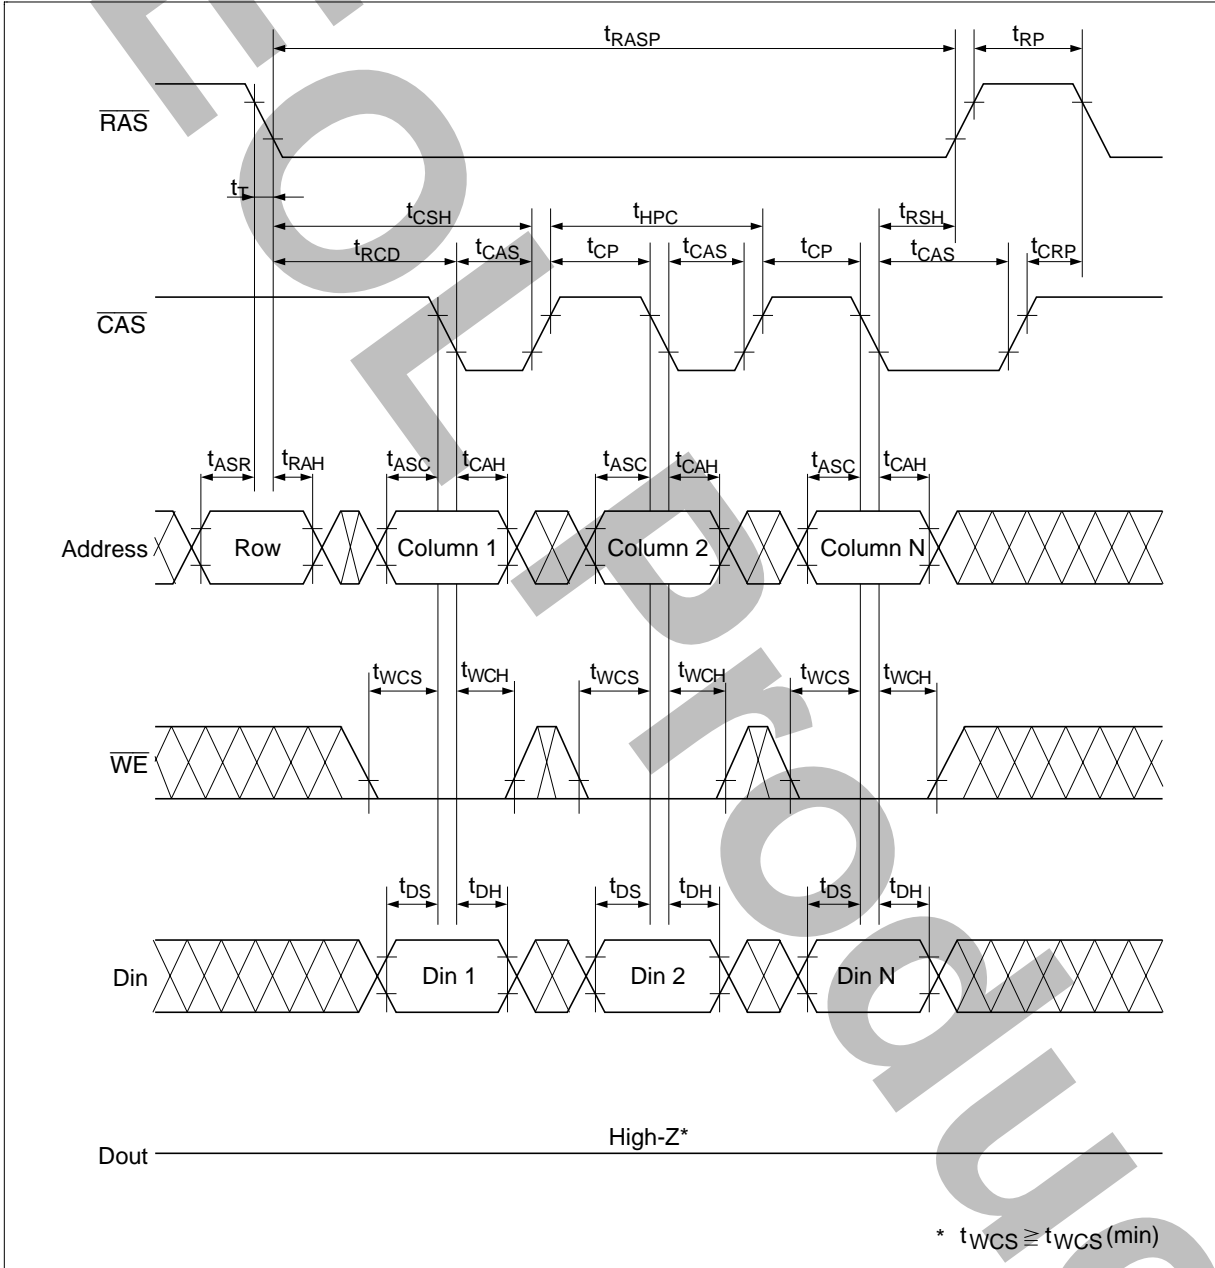 tRASP tRP
RAS
tT
tCSH tHPC tRSH
tRCD tCAS tCP tCAS tCP tCAS tCRP
CAS
tASR tRAH tASC tCAH tASC tCAH tASC tCAH
Address Row Column 1 Column 2 Column N
tWCS tWCH tWCS tWCH tWCS tWCH
WE
tDS tDH tDS tDH tDS tDH
Din Din 1 Din 2 Din N
High-Z*
Dout
* tWCS ≧ tWCS (min)
EOL Produc